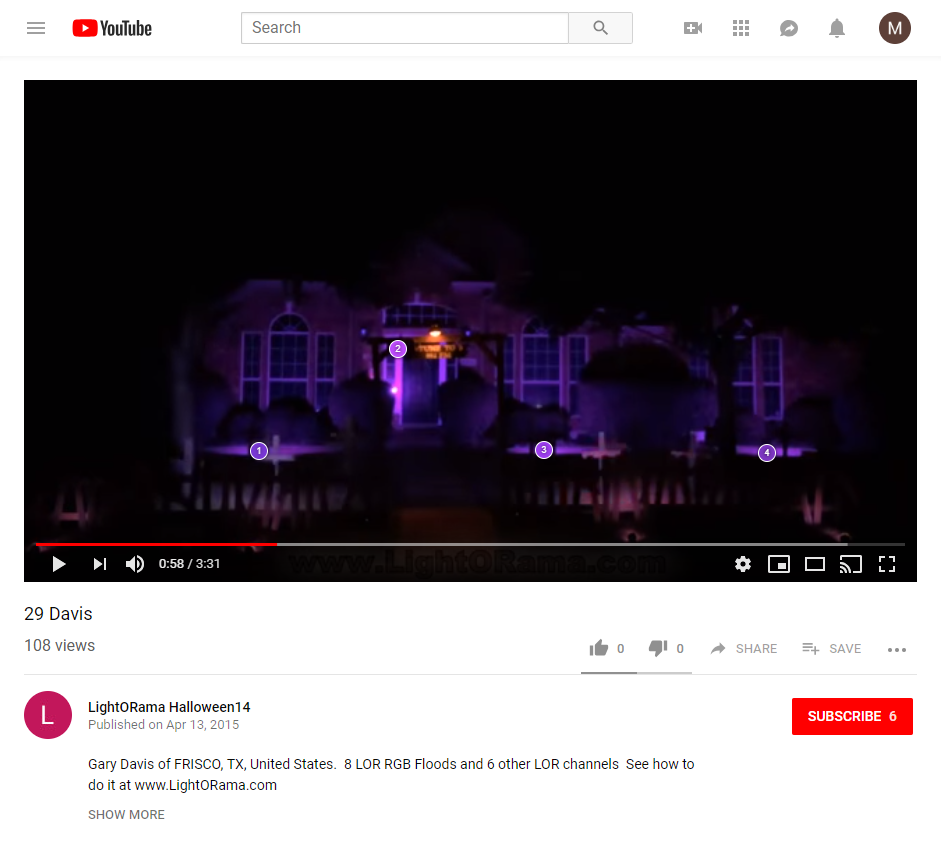 YouTube
Search
M
2
1
3
4
www.LightORama.com
0:58 / 3:31
29 Davis
108 views
0
0
SHARE
SAVE
L
LightORama Halloween14
Published on Apr 13, 2015
SUBSCRIBE 6
Gary Davis of FRISCO, TX, United States. 8 LOR RGB Floods and 6 other LOR channels See how to
do it at www.LightORama.com
SHOW MORE